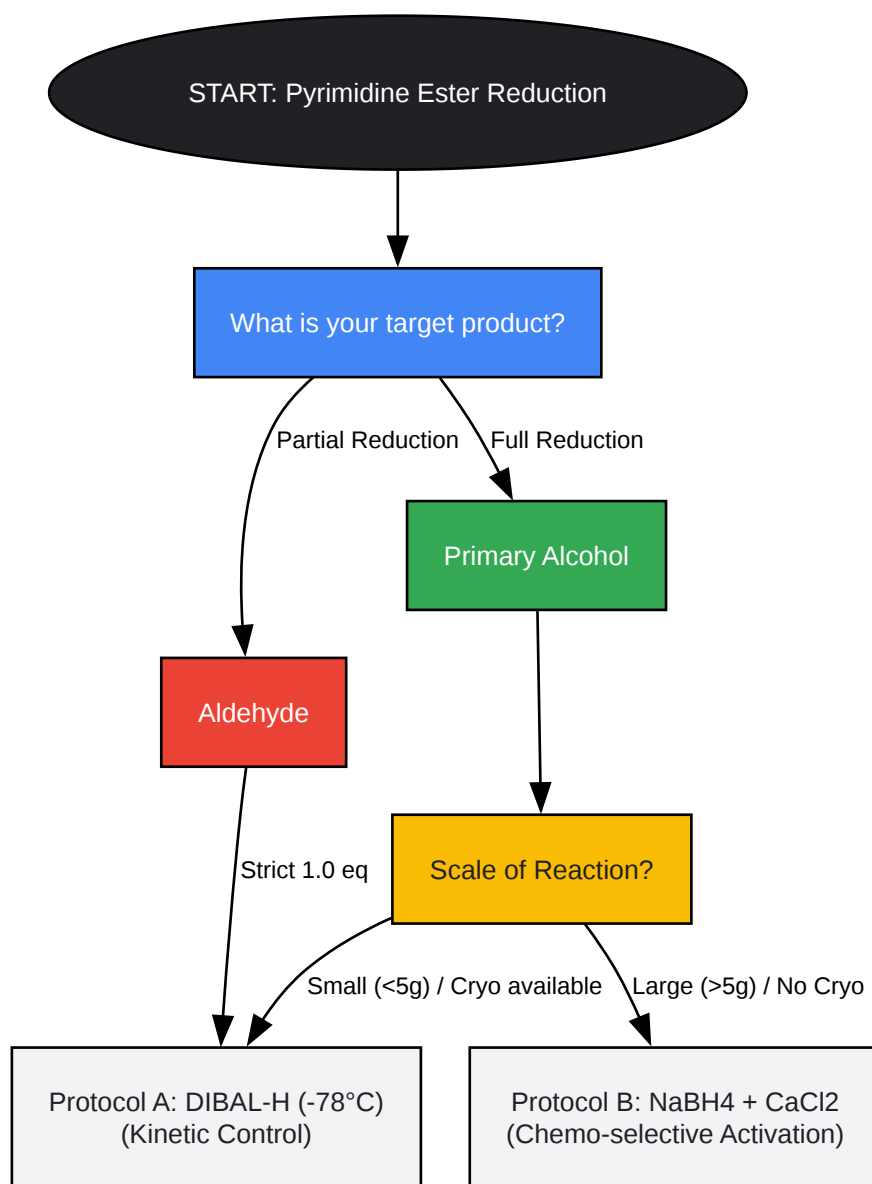 START: Pyrimidine Ester Reduction
What is your target product?
Partial Reduction
Full Reduction
Primary Alcohol
Aldehyde
Scale of Reaction?
Strict 1.0 eq
Small (<5g) / Cryo available
Large (>5g) / No Cryo
Protocol A: DIBAL-H (-78°C)
(Kinetic Control)
Protocol B: NaBH4 + CaCl2
(Chemo-selective Activation)